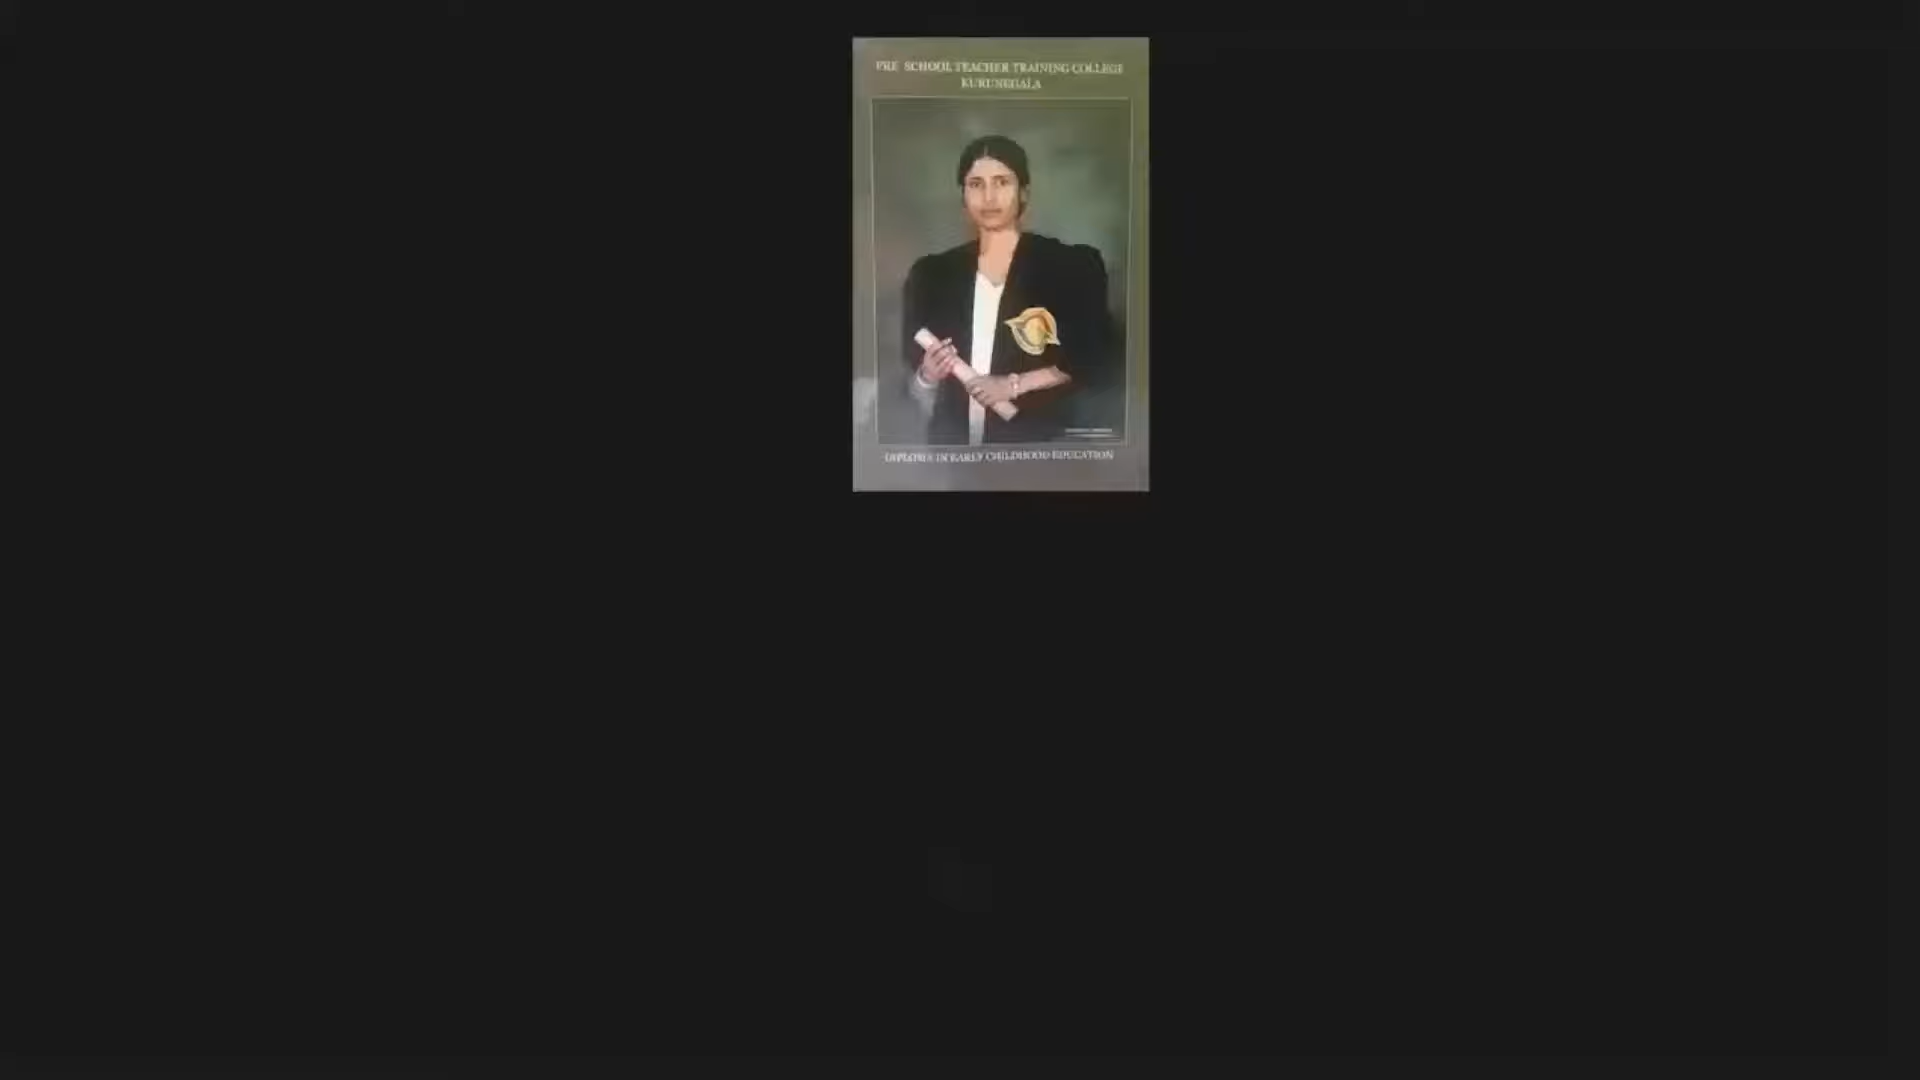 PRE SCHOOL TEACHER TRAINING COLLEGE
KURUNEGALA
DIPLOMA IN EARLY CHILDHOOD EDUCATION